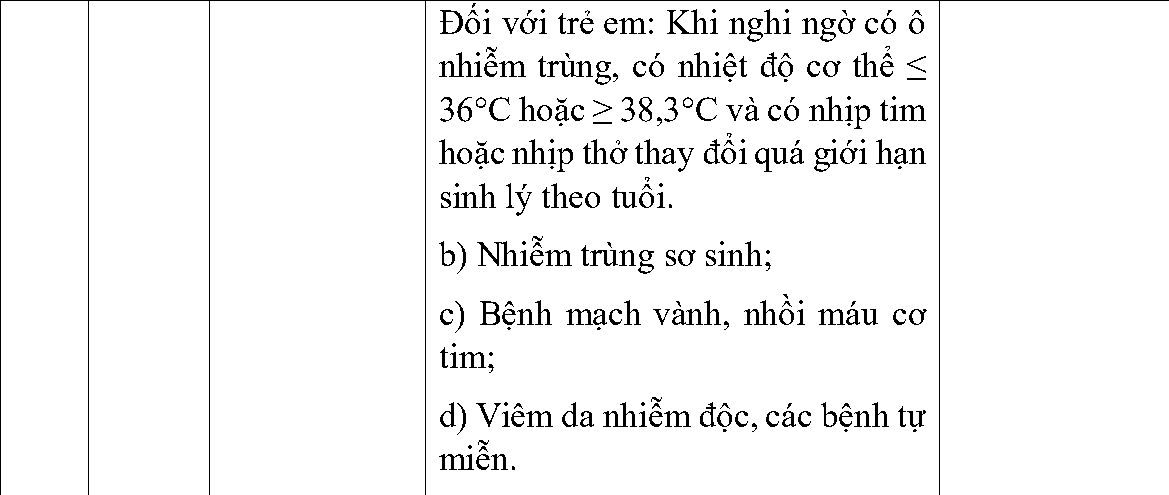 Đối với trẻ em: Khi nghi ngờ có ô
nhiễm trùng, có nhiệt độ cơ thể ≤
36°C hoặc ≥ 38,3°C và có nhịp tim
hoặc nhịp thở thay đổi quá giới hạn
sinh lý theo tuổi.
b) Nhiễm trùng sơ sinh;
c) Bệnh mạch vành, nhồi máu cơ
tim;
d) Viêm da nhiễm độc, các bệnh tự
miễn.